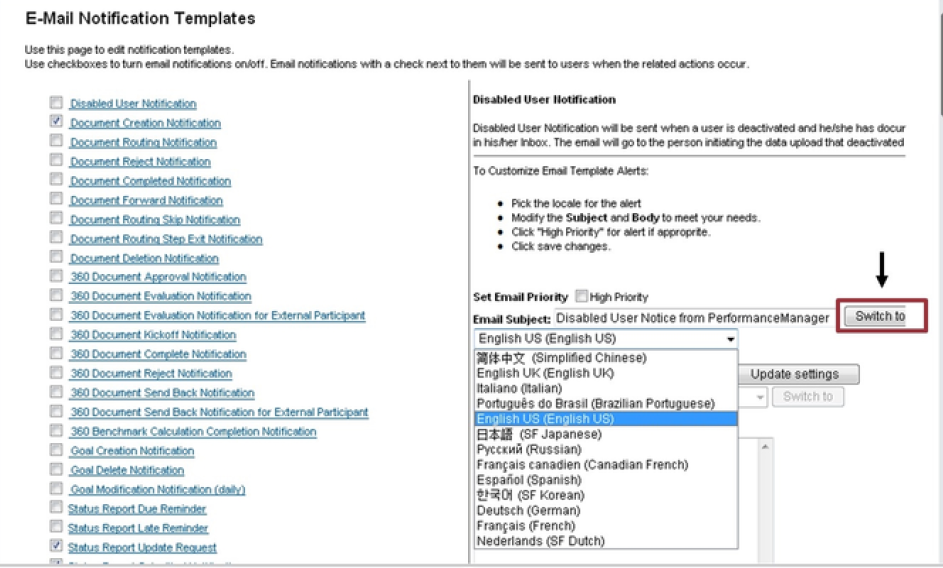 E-Mail Notification Templates
Use this page to edit notification templates.
Use checkboxes to turn email notifications on/off. Email notifications with a check next to them will be sent to users when the related actions occur.
Disabled User Notification
Document Creation Notification
Document Routing Notification
Document Reject Notification
Document Completed Notification
Document Forward Notification
Document Routing Skip Notification
Document Routing Step Exit Notification
Document Deletion Notification
360 Document Approval Notification
360 Document Evaluation Notification
360 Document Evaluation Notification for External Participant
360 Document Kickoff Notification
360 Document Complete Notification
360 Document Reject Notification
360 Document Send Back Notification
360 Document Send Back Notification for External Participant
360 Benchmark Calculation Completion Notification
Goal Creation Notification
Goal Delete Notification
Goal Modification Notification (daily)
Status Report Due Reminder
Status Report Late Reminder
Status Report Update Request
Disabled User Notification
Disabled User Notification will be sent when a user is deactivated and he/she has docur
in his/her Inbox. The email will go to the person initiating the data upload that deactivated
To Customize Email Template Alerts:
Pick the locale for the alert
Modify the Subject and Body to meet your needs.
Click "High Priority" for alert if approprite.
Click save changes.
Set Email Priority High Priority
Email Subject: Disabled User Notice from PerformanceManager Switch to
English US (English US)
简体中文 (Simplified Chinese)
English UK (English UK)
Italiano (Italian)
Português do Brasil (Brazilian Portuguese)
English US (English US)
日本語 (SF Japanese)
Русский (Russian)
Français canadien (Canadian French)
Español (Spanish)
한국어 (SF Korean)
Deutsch (German)
Français (French)
Nederlands (SF Dutch)
Update settings
Switch to